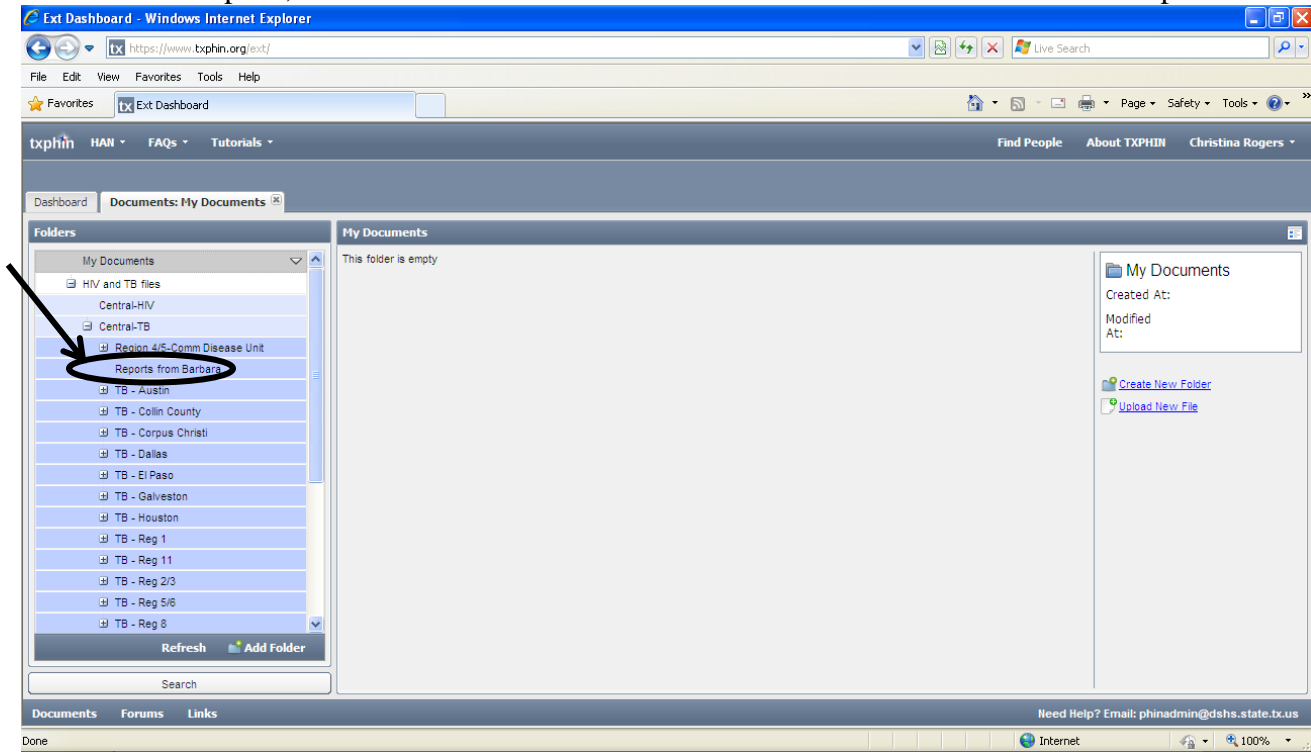 Ext Dashboard - Windows Internet Explorer
https://www.txphin.org/ext/
Live Search
File Edit View Favorites Tools Help
Favorites
Ext Dashboard
Page Safety Tools
txphin HAN FAQs Tutorials
Find People About TXPHIN Christina Rogers
Dashboard
Documents: My Documents
Folders
My Documents
HIV and TB files
Central-HIV
Central-TB
Region 4/5-Comm Disease Unit
Reports from Barbara
TB - Austin
TB - Collin County
TB - Corpus Christi
TB - Dallas
TB - El Paso
TB - Galveston
TB - Houston
TB - Reg 1
TB - Reg 11
TB - Reg 2/3
TB - Reg 5/6
TB - Reg 8
Refresh Add Folder
Search
My Documents
This folder is empty
My Documents
Created At:
Modified
At:
Create New Folder
Upload New File
Documents Forums Links
Need Help? Email: phinadmin@dshs.state.tx.us
Done
Internet
100%